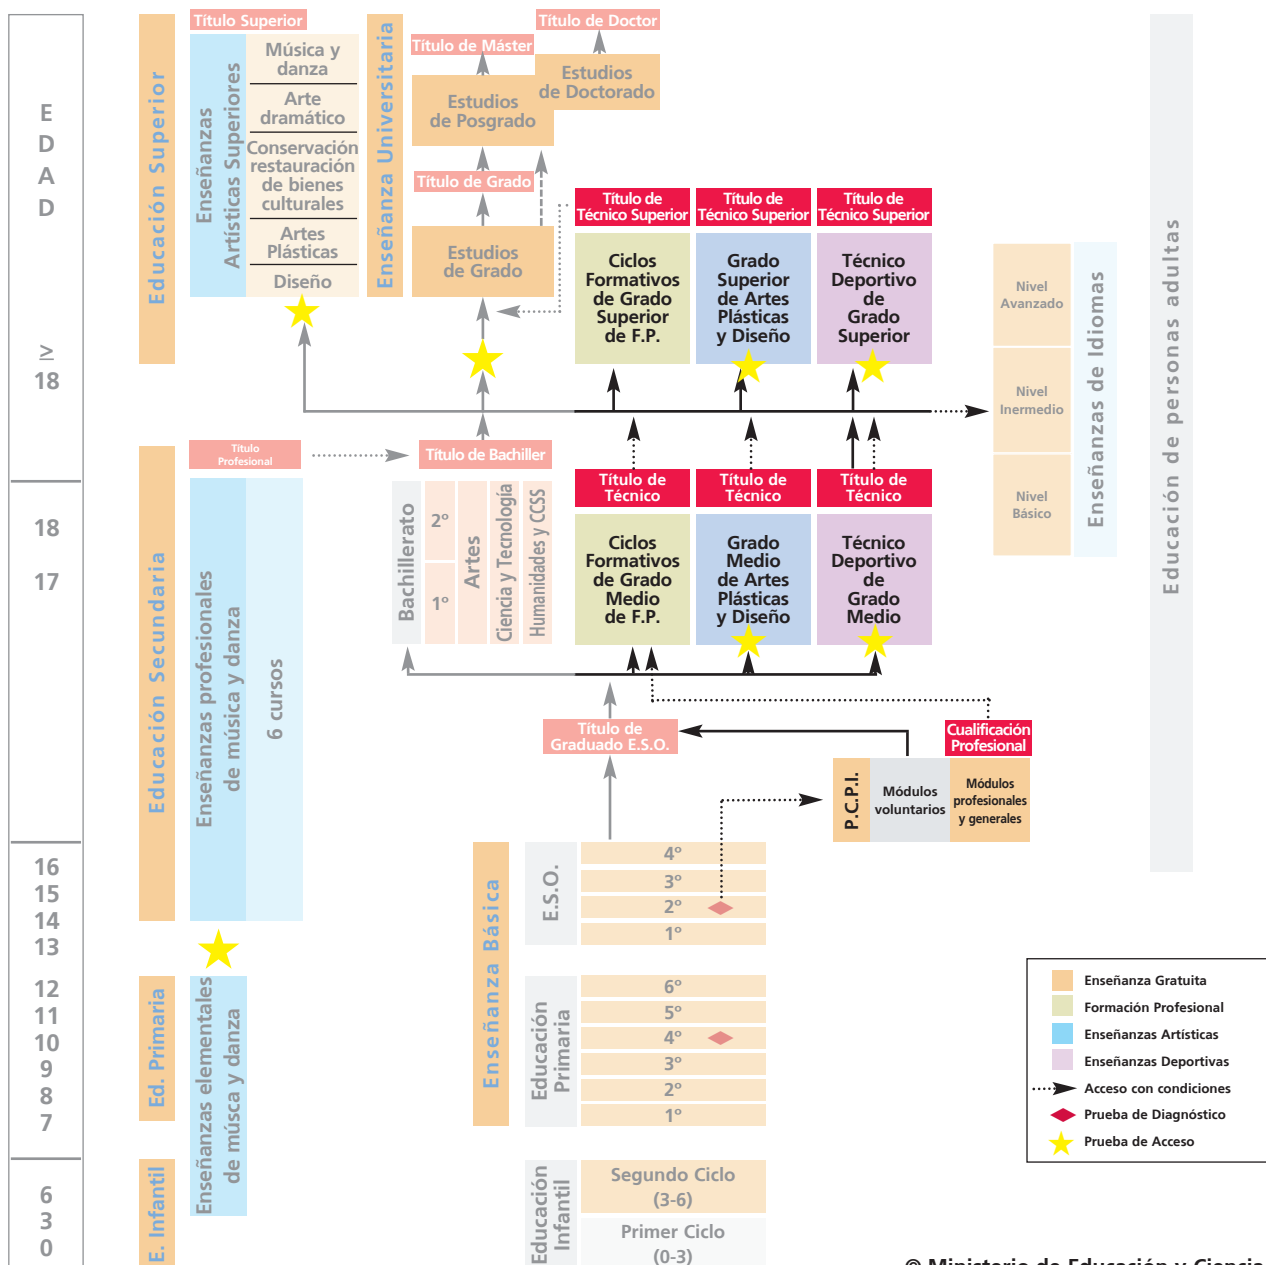 E
D
A
D
≥
18
18
17
16
15
14
13
12
11
10
9
8
7
6
3
0
Educación Superior
Educación Secundaria
Ed. Primaria
E. Infantil
Título Superior
Enseñanzas
Artísticas Superiores
Música y
danza
Arte
dramático
Conservación
restauración
de bienes
culturales
Artes
Plásticas
Diseño
Enseñanza Universitaria
Título de Doctor
Título de Máster
Estudios
de Doctorado
Estudios
de Posgrado
Título de Grado
Estudios
de Grado
Título de
Técnico Superior
Título de
Técnico Superior
Título de
Técnico Superior
Ciclos
Formativos
de Grado
Superior
de F.P.
Grado
Superior
de Artes
Plásticas
y Diseño
Técnico
Deportivo
de
Grado
Superior
Nivel
Avanzado
Nivel
Inermedio
Nivel
Básico
Enseñanzas de Idiomas
Educación de personas adultas
Título
Profesional
Título de Bachiller
Título de
Técnico
Título de
Técnico
Título de
Técnico
Enseñanzas profesionales
de música y danza
6 cursos
Bachillerato
2º
1º
Artes
Ciencia y Tecnología
Humanidades y CCSS
Ciclos
Formativos
de Grado
Medio
de F.P.
Grado
Medio
de Artes
Plásticas
y Diseño
Técnico
Deportivo
de
Grado
Medio
Título de
Graduado E.S.O.
Cualificación
Profesional
P.C.P.I.
Módulos
voluntarios
Módulos
profesionales
y generales
Enseñanza Básica
E.S.O.
4º
3º
2º
1º
Enseñanzas elementales
de músca y danza
Educación
Primaria
6º
5º
4º
3º
2º
1º
Educación
Infantil
Segundo Ciclo
(3-6)
Primer Ciclo
(0-3)
Enseñanza Gratuita
Formación Profesional
Enseñanzas Artísticas
Enseñanzas Deportivas
Acceso con condiciones
Prueba de Diagnóstico
Prueba de Acceso
© Ministerio de Educación y Ciencia